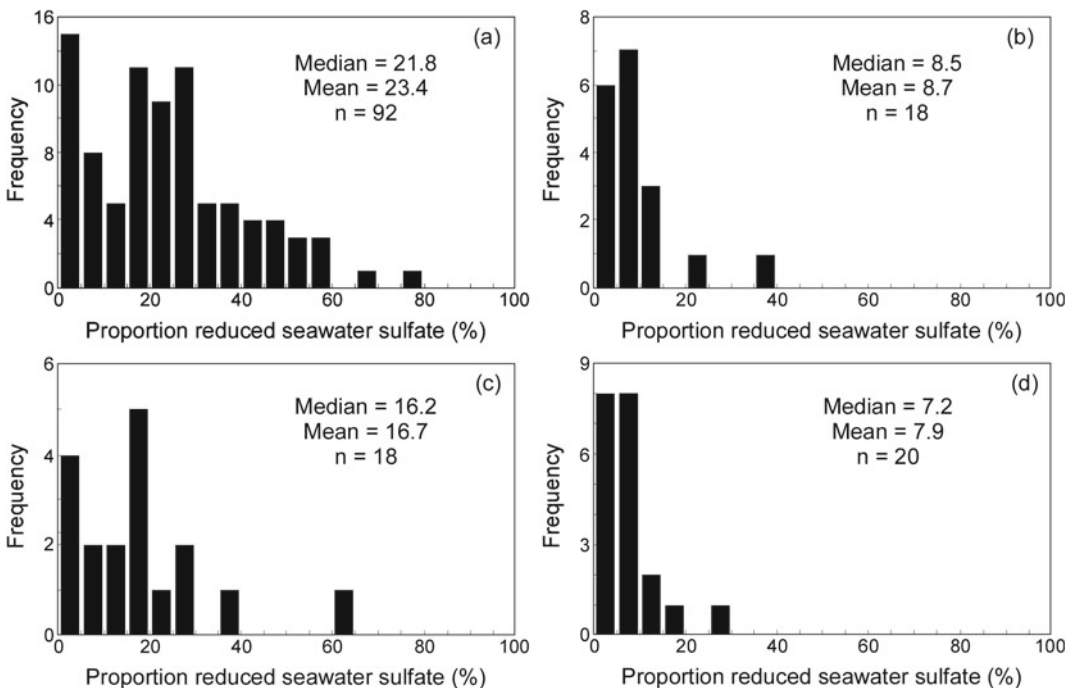 (a)
Median = 21.8
Mean = 23.4
n = 92
Frequency
16
10
8
4
0
0 20 40 60 80 100
Proportion reduced seawater sulfate (%)
(b)
Median = 8.5
Mean = 8.7
n = 18
Frequency
8
6
4
2
0
0 20 40 60 80 100
Proportion reduced seawater sulfate (%)
(c)
Median = 16.2
Mean = 16.7
n = 18
Frequency
6
4
2
0
0 20 40 60 80 100
Proportion reduced seawater sulfate (%)
(d)
Median = 7.2
Mean = 7.9
n = 20
Frequency
9
6
3
0
0 20 40 60 80 100
Proportion reduced seawater sulfate (%)